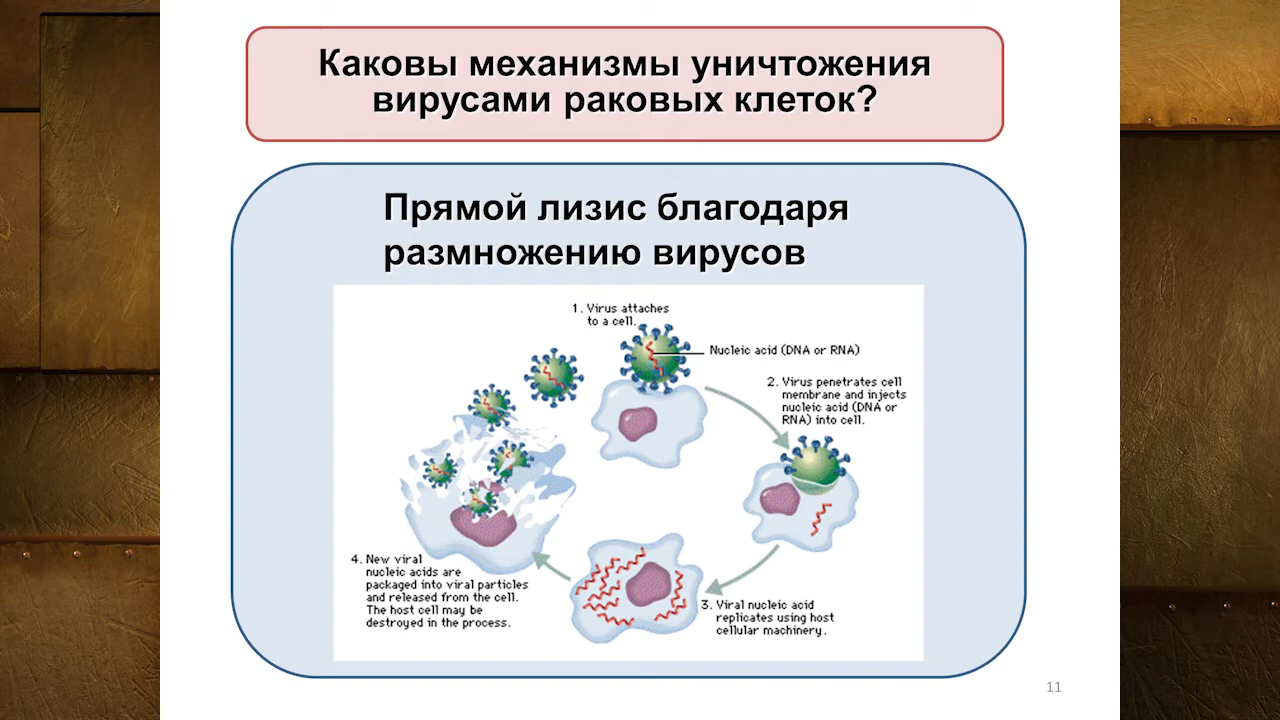 Каковы механизмы уничтожения
вирусами раковых клеток?
Прямой лизис благодаря
размножению вирусов
1. Virus attaches
to a cell.
Nucleic acid (DNA or RNA)
2. Virus penetrates cell
membrane and injects
nucleic acid (DNA or
RNA) into cell.
3. Viral nucleic acid
replicates using host
cellular machinery.
4. New viral
nucleic acids are
packaged into viral particles
and released from the cell.
The host cell may be
destroyed in the process.
11